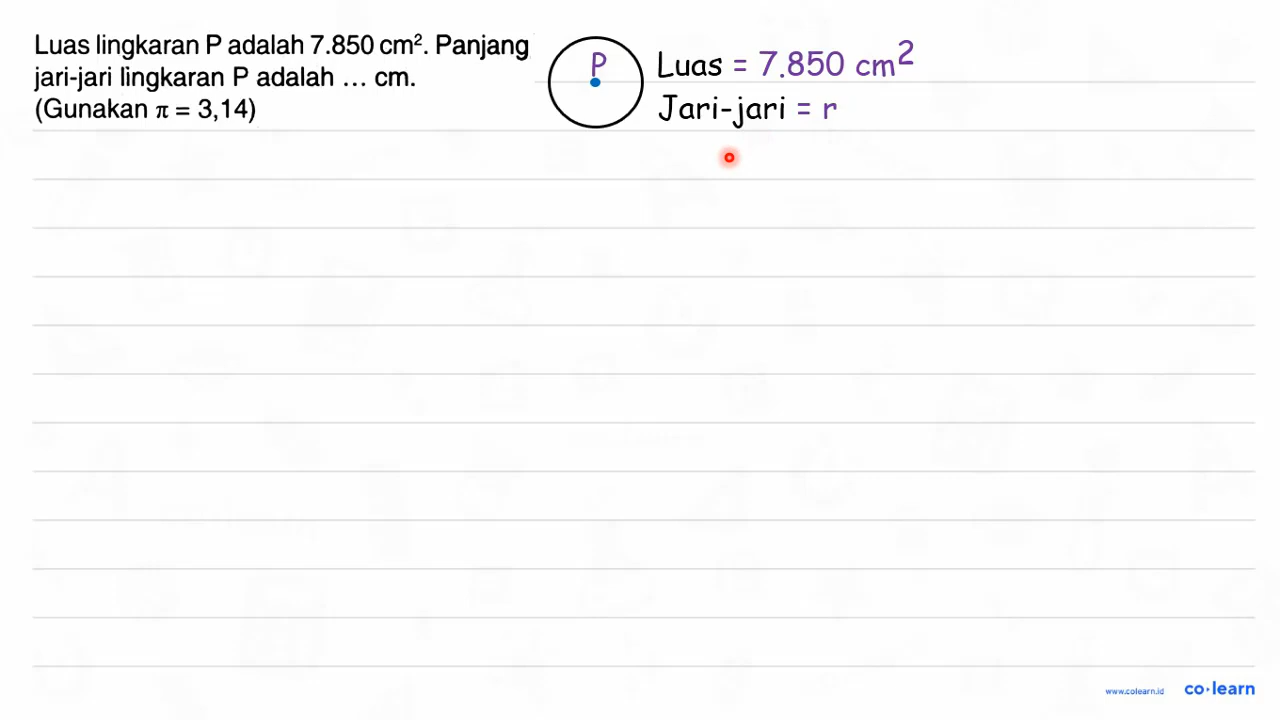 Luas lingkaran P adalah 7.850 cm². Panjang
jari-jari lingkaran P adalah ... cm.
(Gunakan π = 3,14)
P
Luas = 7.850 cm²
Jari-jari = r
www.colearn.id
co·learn